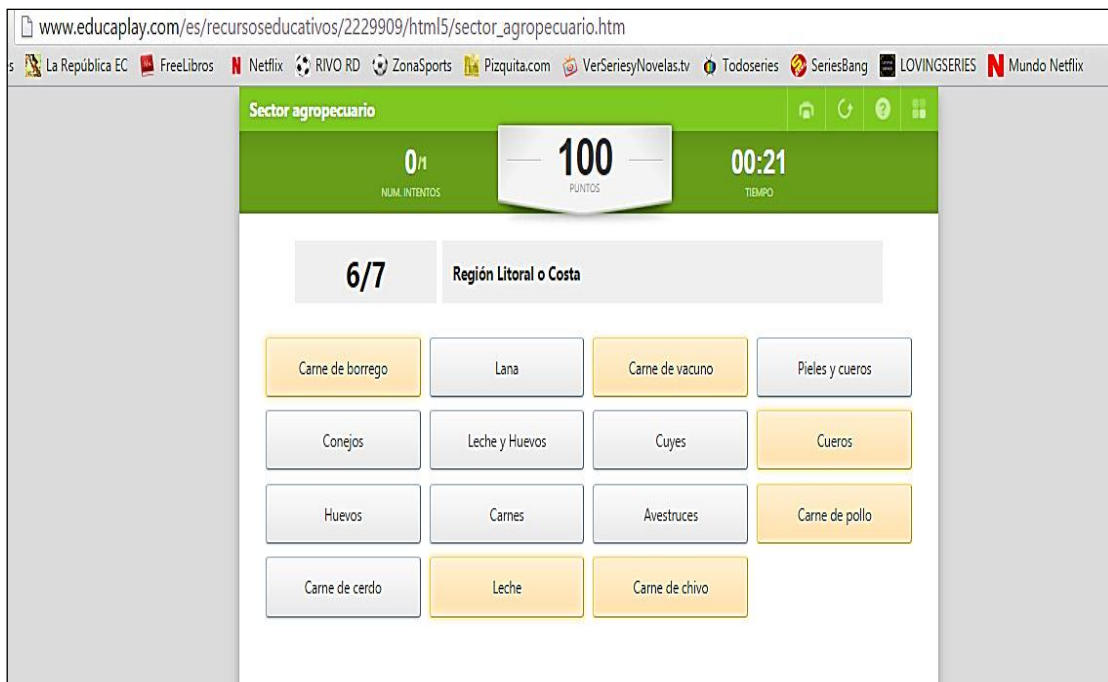 www.educaplay.com/es/recursoseducativos/2229909/html5/sector_agropecuario.htm
s La República EC FreeLibros Netflix RIVO RD ZonaSports Pizquita.com VerSeriesyNovelas.tv Todoseries SeriesBang LOVINGSERIES Mundo Netflix
Sector agropecuario
0/1 100 00:21
NUM. INTENTOS PUNTOS TIEMPO
6/7 Región Litoral o Costa
Carne de borrego Lana Carne de vacuno Pieles y cueros
Conejos Leche y Huevos Cuyes Cueros
Huevos Carnes Avestruces Carne de pollo
Carne de cerdo Leche Carne de chivo